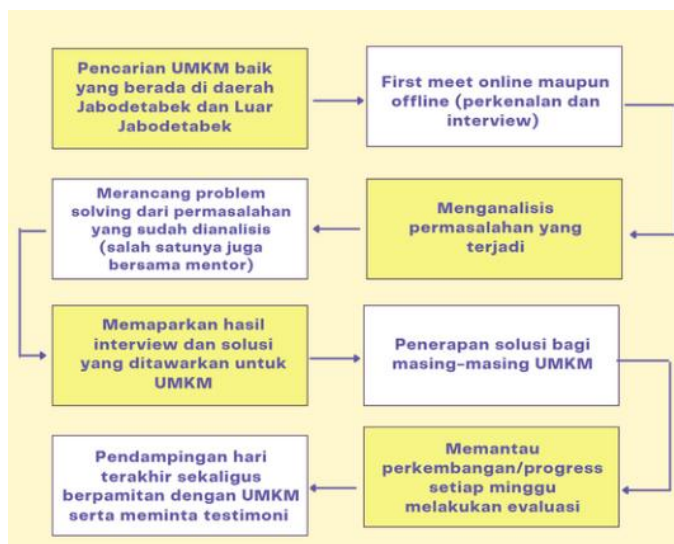 Pencarian UMKM baik
yang berada di daerah
Jabodetabek dan Luar
Jabodetabek
First meet online maupun
offline (perkenalan dan
interview)
Menganalisis
permasalahan yang
terjadi
Merancang problem
solving dari permasalahan
yang sudah dianalisis
(salah satunya juga
bersama mentor)
Memaparkan hasil
interview dan solusi
yang ditawarkan untuk
UMKM
Penerapan solusi bagi
masing-masing UMKM
Memantau
perkembangan/progress
setiap minggu
melakukan evaluasi
Pendampingan hari
terakhir sekaligus
berpamitan dengan UMKM
serta meminta testimoni